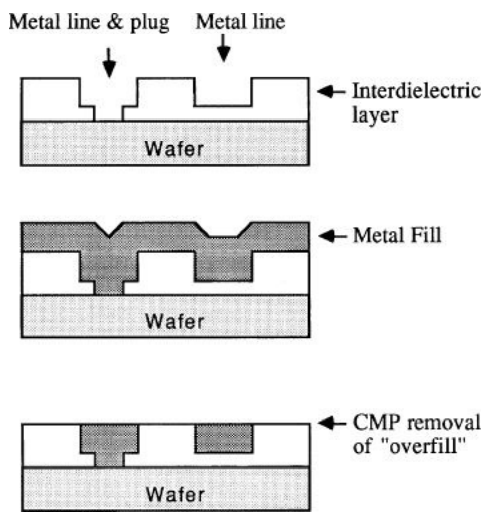 Metal line & plug
Metal line
Interdielectric
layer
Wafer
Metal Fill
Wafer
CMP removal
of "overfill"
Wafer